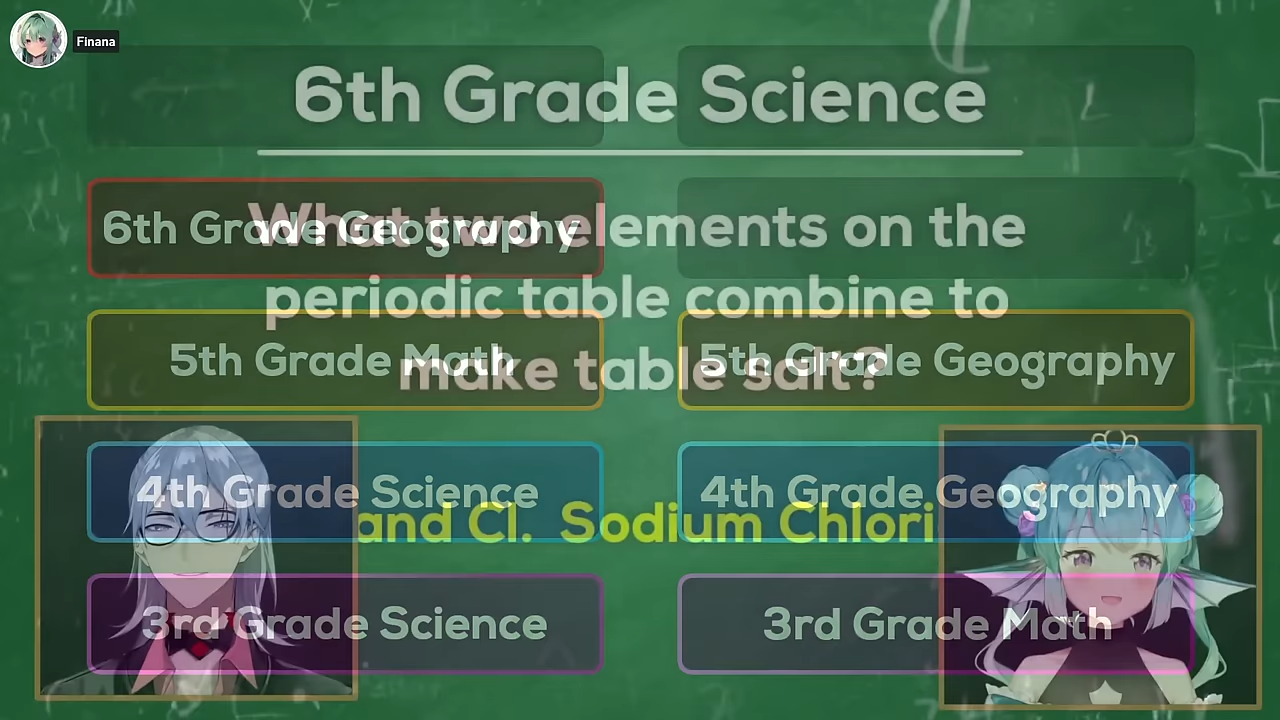 Finana
6th Grade Science
6th Grade Geography
What two elements on the
periodic table combine to
5th Grade Math
5th Grade Geography
make table salt?
4th Grade Science
4th Grade Geography
and Cl. Sodium Chlori
3rd Grade Science
3rd Grade Math